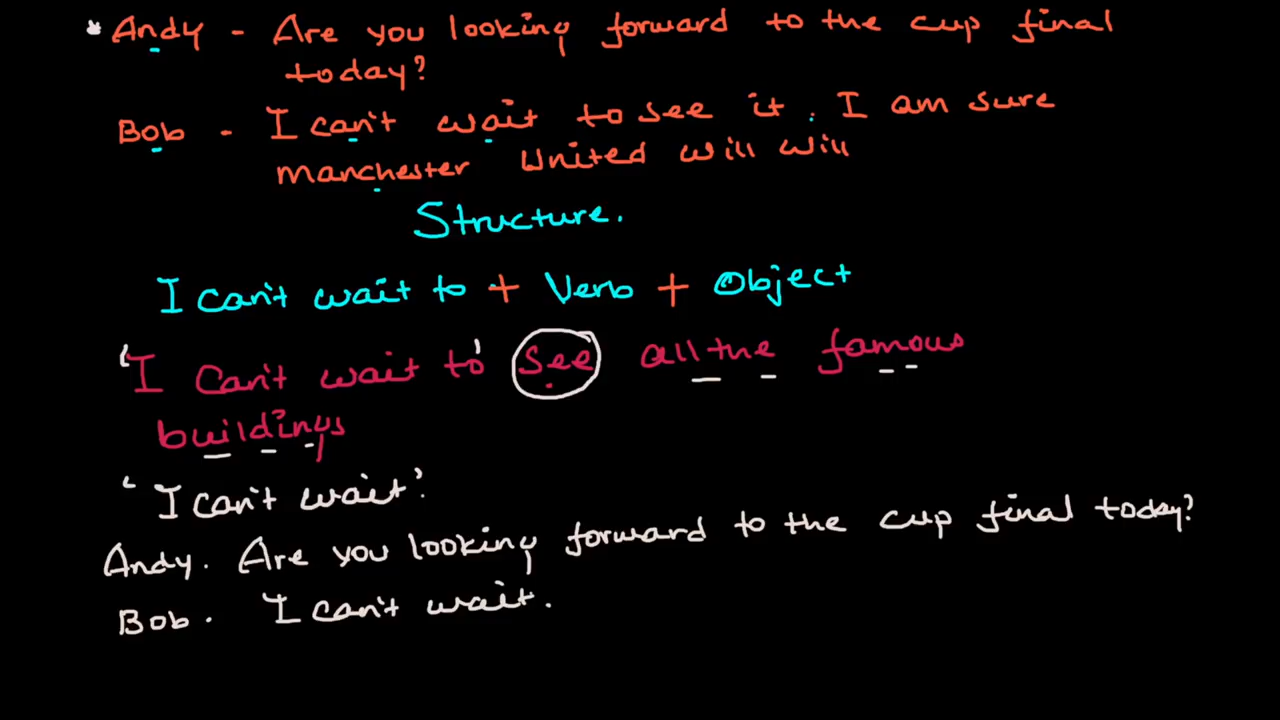 * Andy - Are you looking forward to the cup final
today?
Bob - I can't wait to see it. I am sure
manchester United will will
Structure.
I can't wait to + Verb + Object
'I Can't wait to' see all the famous
buildings
'I can't wait'.
Andy. Are you looking forward to the cup final today?
Bob. I can't wait.